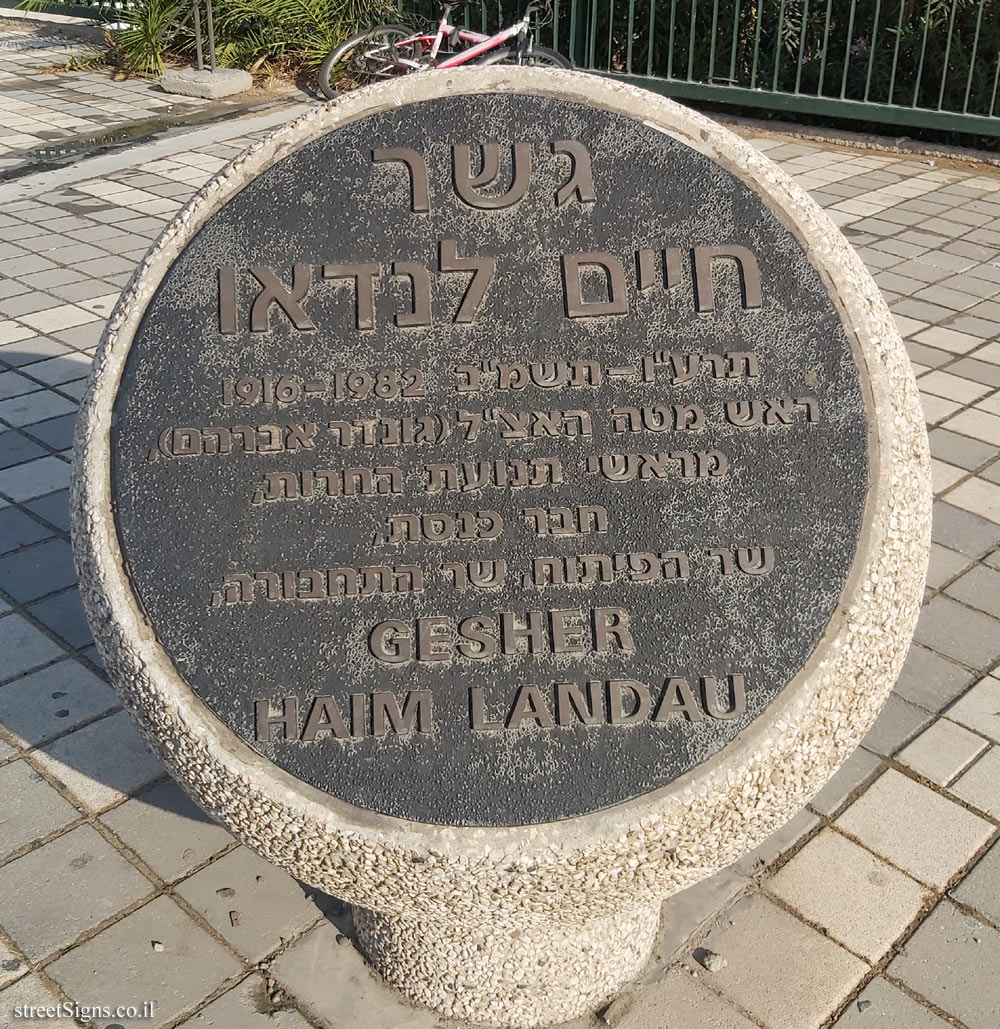 גשר
חיים לנדאו
תרע"ו - תשמ"ב 1916-1982
ראש מטה האצ"ל (גונדר אברהם),
מראשי תנועת החרות,
חבר כנסת,
שר הפיתוח, שר התחבורה,
GESHER
HAIM LANDAU
streetSigns.co.il